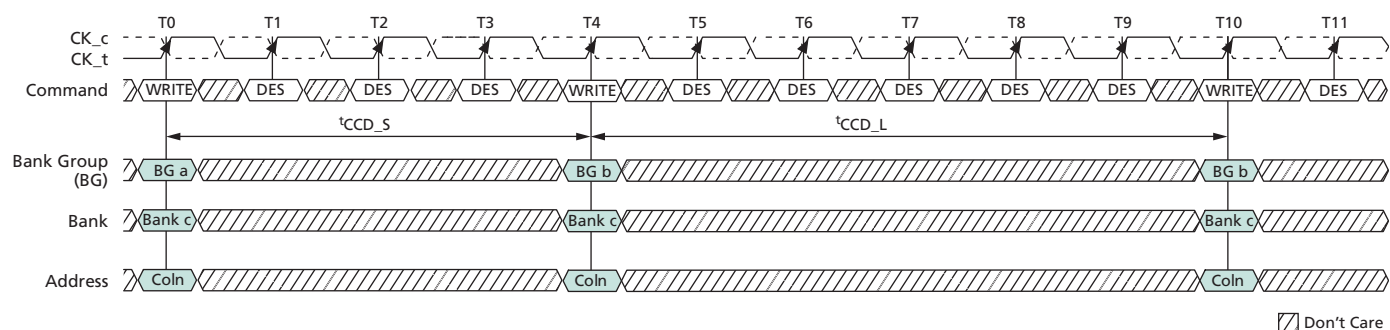 T0 T1 T2 T3 T4 T5 T6 T7 T8 T9 T10 T11
CK_c
CK_t
Command WRITE DES DES DES WRITE DES DES DES DES DES WRITE DES
tCCD_S tCCD_L
Bank Group
(BG) BG a BG b BG b
Bank Bank c Bank c Bank c
Address Coln Coln Coln
Don't Care